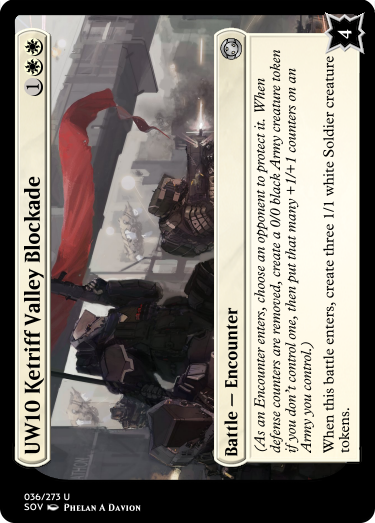 UW10 Ketriff Valley Blockade 1
Battle — Encounter
(As an Encounter enters, choose an opponent to protect it. When
defense counters are removed, create a 0/0 black Army creature token
if you don't control one, then put that many +1/+1 counters on an
Army you control.)
When this battle enters, create three 1/1 white Soldier creature
tokens.
4
036/273 U
SOV Phelan A Davion